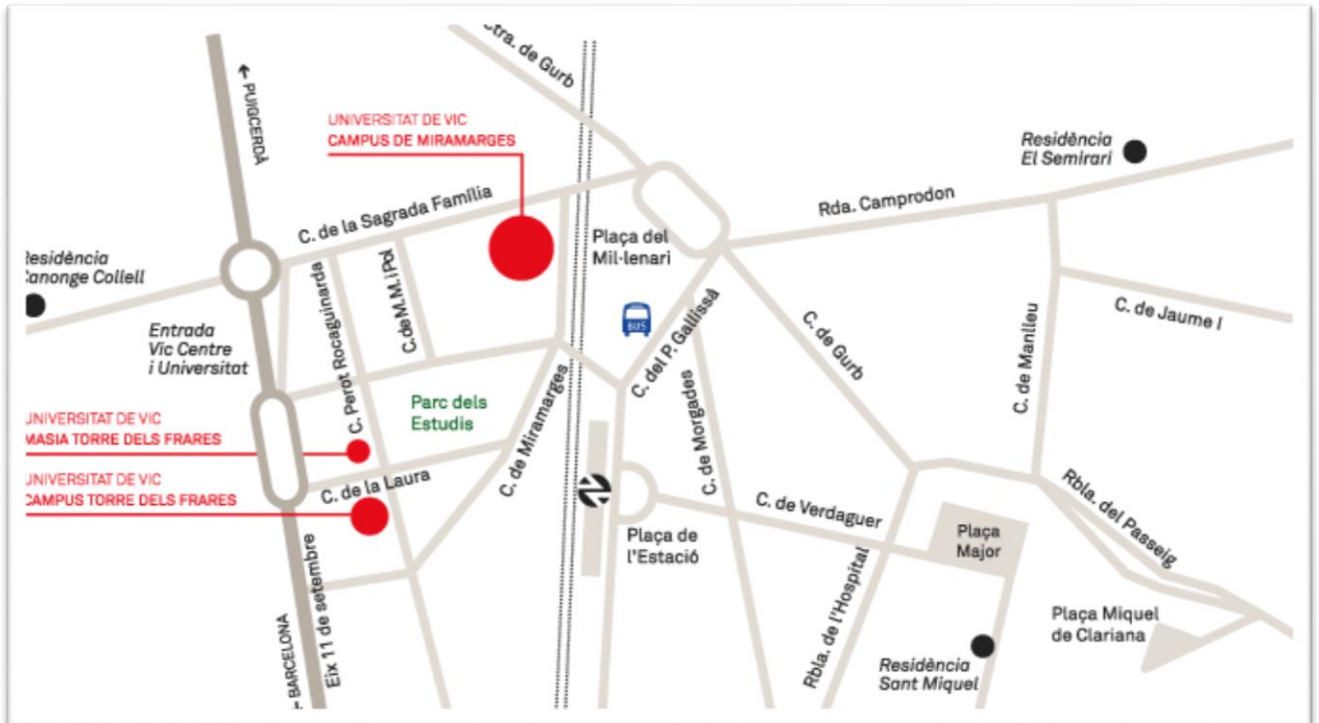 Ctra. de Gurb
← PUIGCERDÀ
UNIVERSITAT DE VIC
CAMPUS DE MIRAMARGES
Residència
El Semirari
C. de la Sagrada Família
Rda. Camprodon
Plaça del
Mil·lenari
Residència
Canonge Collell
C. Perot Rocaguinarda
C. de M.M. i Pol
BUS
C. del P. Gallissà
C. de Gurb
C. de Manlleu
C. de Jaume I
Entrada
Vic Centre
i Universitat
Parc dels
Estudis
C. de Miramarges
C. de Morgades
UNIVERSITAT DE VIC
MASIA TORRE DELS FRARES
UNIVERSITAT DE VIC
CAMPUS TORRE DELS FRARES
C. de la Laura
C. de Verdaguer
Plaça
Major
Rbla. del Passeig
Plaça de
l'Estació
Eix 11 de setembre
← BARCELONA
Rbla. de l'Hospital
Plaça Miquel
de Clariana
Residència
Sant Miquel